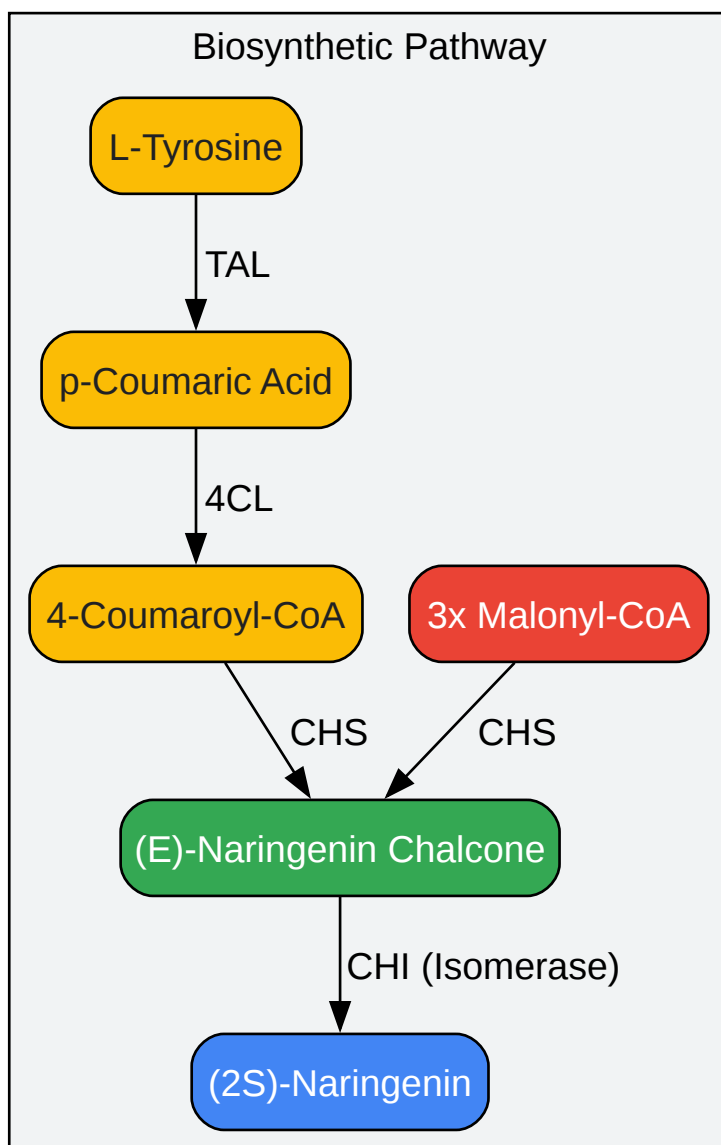 Biosynthetic Pathway
L-Tyrosine
TAL
p-Coumaric Acid
4CL
4-Coumaroyl-CoA
3x Malonyl-CoA
CHS
CHS
(E)-Naringenin Chalcone
CHI (Isomerase)
(2S)-Naringenin